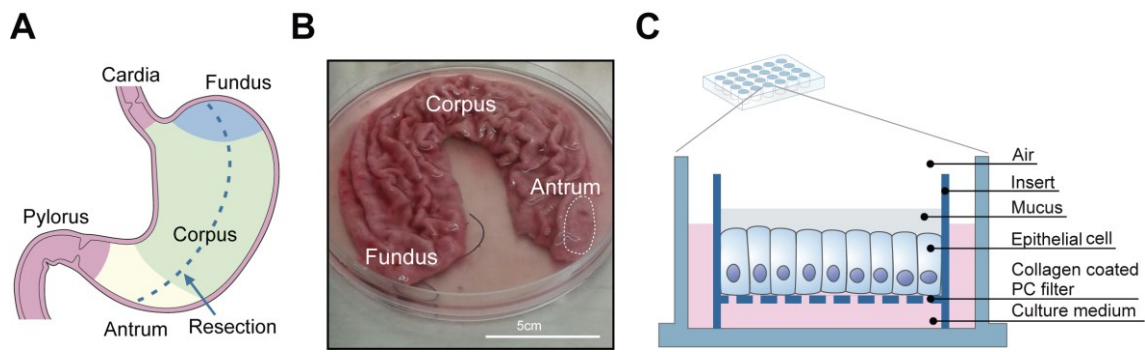 A
Cardia
Fundus
Pylorus
Corpus
Antrum
Resection
B
Corpus
Antrum
Fundus
5cm
C
Air
Insert
Mucus
Epithelial cell
Collagen coated
PC filter
Culture medium